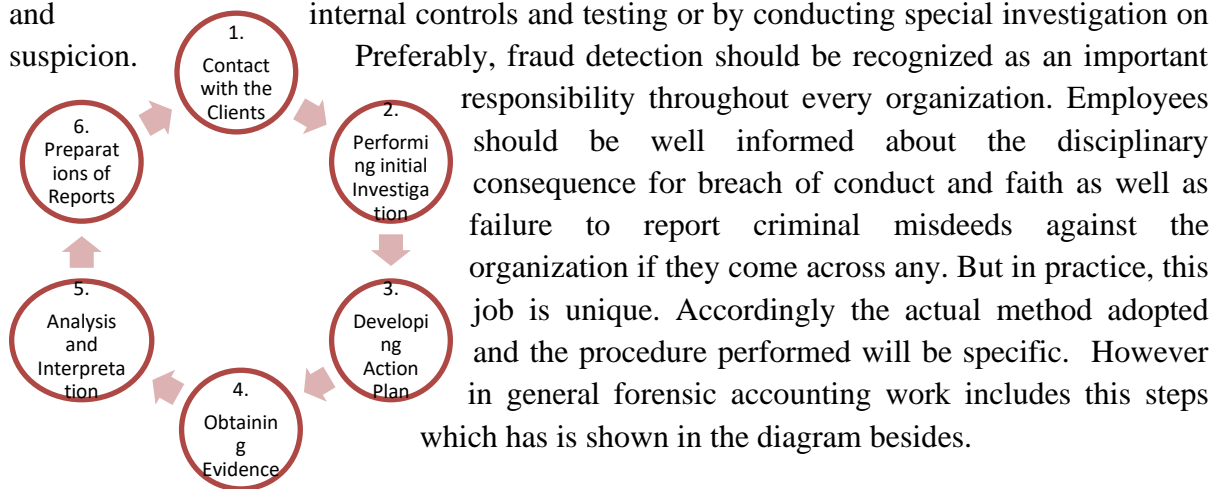 and internal controls and testing or by conducting special investigation on
suspicion. Preferably, fraud detection should be recognized as an important
responsibility throughout every organization. Employees
should be well informed about the disciplinary
consequence for breach of conduct and faith as well as
failure to report criminal misdeeds against the
organization if they come across any. But in practice, this
job is unique. Accordingly the actual method adopted
and the procedure performed will be specific. However
in general forensic accounting work includes this steps
which has is shown in the diagram besides.
1.
Contact
with the
Clients
2.
Performi
ng initial
Investiga
tion
3.
Developi
ng
Action
Plan
4.
Obtainin
g
Evidence
5.
Analysis
and
Interpreta
tion
6.
Preparat
ions of
Reports